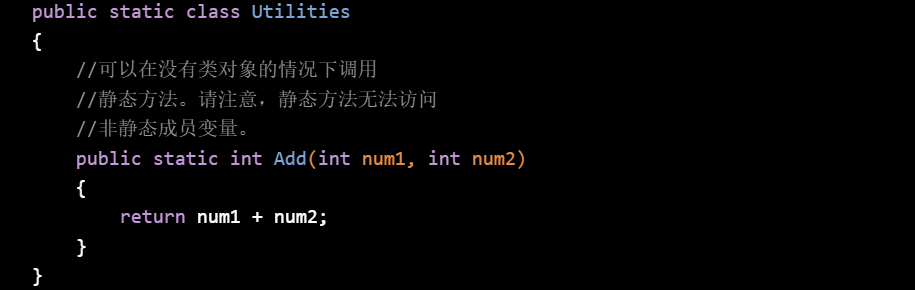 public static class Utilities
{
    //可以在没有类对象的情况下调用
    //静态方法。请注意，静态方法无法访问
    //非静态成员变量。
    public static int Add(int num1, int num2)
    {
        return num1 + num2;
    }
}